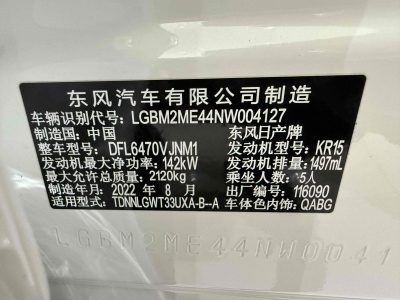 东风汽车有限公司制造
车辆识别代号: LGBM2ME44NW004127
制造国: 中国 东风日产牌
整车型号: DFL6470VJNM1 发动机型号: KR15
发动机最大净功率: 142kW 发动机排量: 1497mL
最大允许总质量: 2120kg 乘坐人数: 5人
制造年月: 2022 年 8 月 出厂编号: 116090
适用型式: TDNNLGWT33UXA-B--A 车体色内饰: QABG
LGBM2ME44NW0041